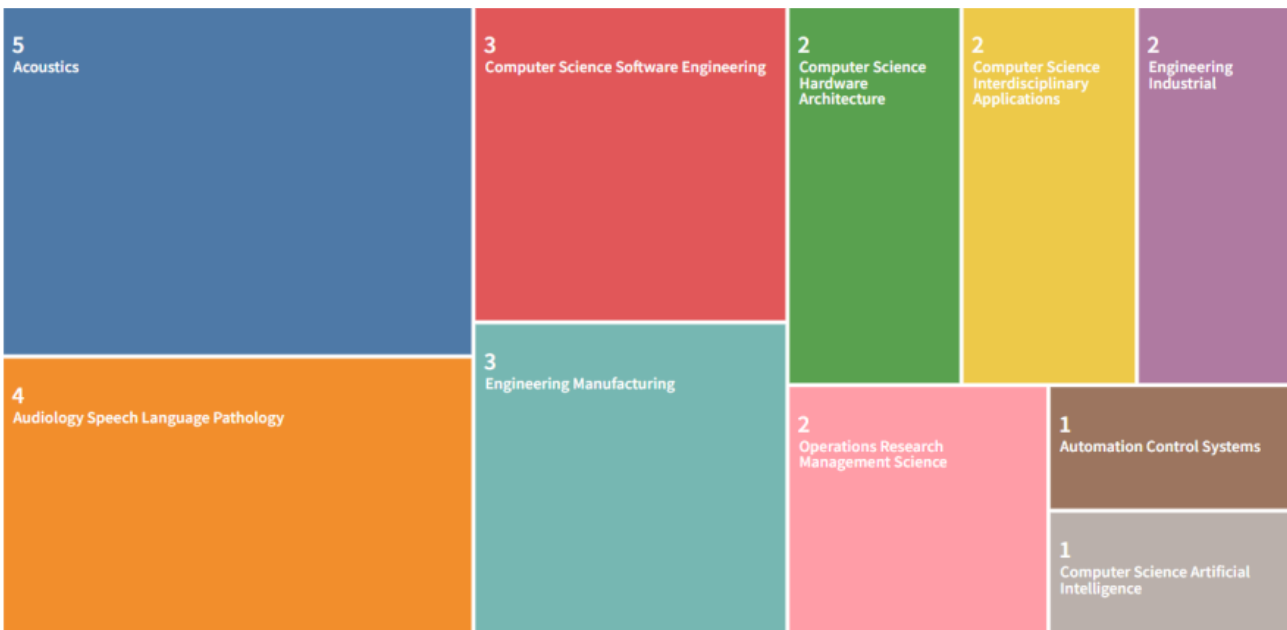 5
Acoustics
4
Audiology Speech Language Pathology
3
Computer Science Software Engineering
3
Engineering Manufacturing
2
Computer Science
Hardware
Architecture
2
Computer Science
Interdisciplinary
Applications
2
Engineering
Industrial
2
Operations Research
Management Science
1
Automation Control Systems
1
Computer Science Artificial
Intelligence